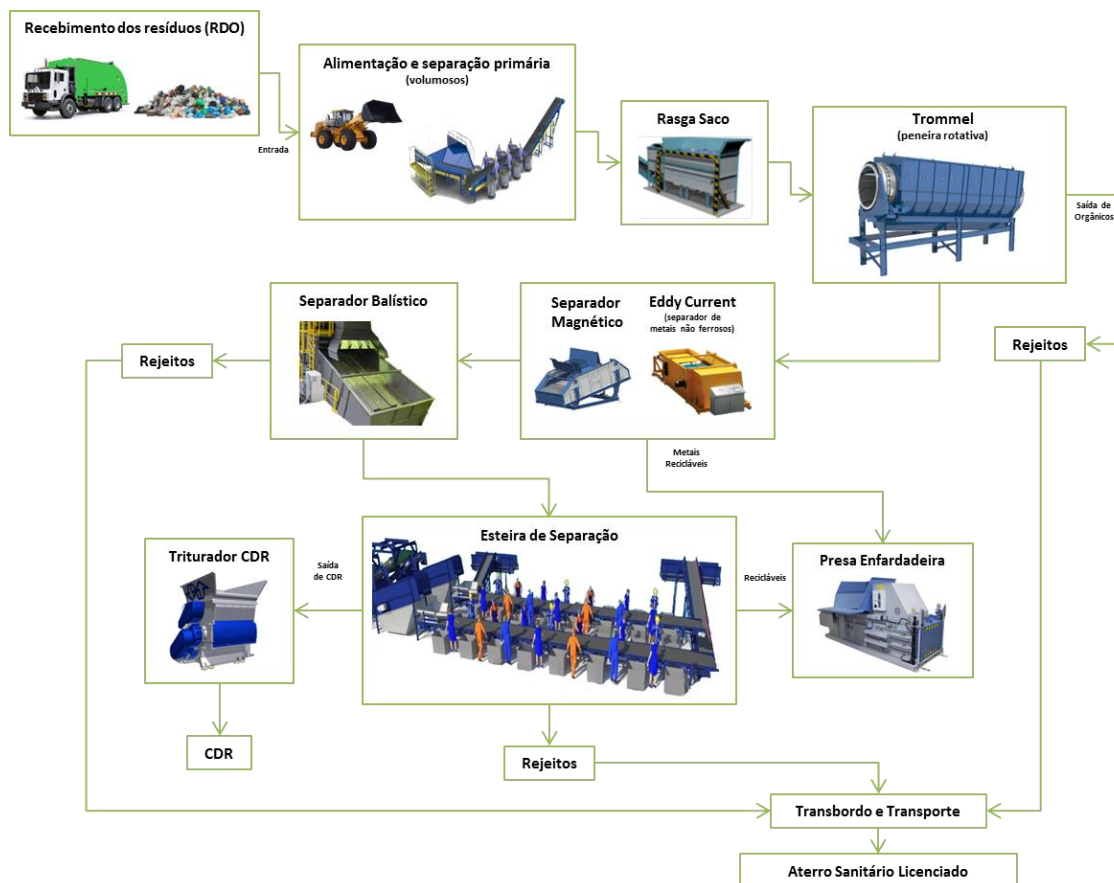 Recebimento dos resíduos (RDO)
Entrada
Alimentação e separação primária
(volumosos)
Rasga Saco
Trommel
(peneira rotativa)
Saída de
Orgânicos
Separador Balístico
Separador
Magnético
Eddy Current
(separador de
metais não ferrosos)
Rejeitos
Rejeitos
Metais
Recicláveis
Triturador CDR
Saída
de CDR
Esteira de Separação
Recicláveis
Presa Enfardadeira
CDR
Rejeitos
Transbordo e Transporte
Aterro Sanitário Licenciado